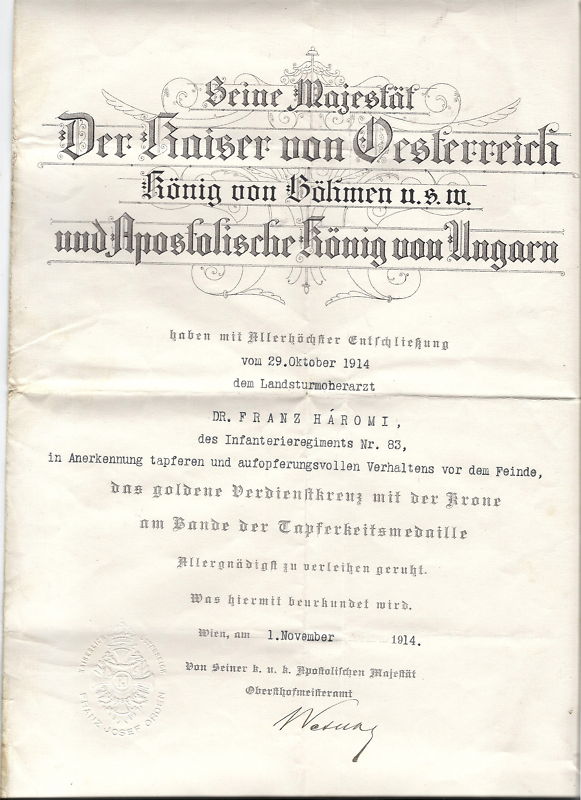 Seine Majestät
Der Kaiser von Oesterreich
König von Böhmen u.s.w.
und Apostolische König von Ungarn
haben mit Allerhöchster Entschließung
vom 29.Oktober 1914
dem Landsturmoberarzt
DR. FRANZ HÁROMI,
des Infanterieregiments Nr. 83,
in Anerkennung tapferen und aufopferungsvollen Verhaltens vor dem Feinde,
das goldene Verdienstkreuz mit der Krone
am Bande der Tapferkeitsmedaille
Allergnädigst zu verleihen geruht.
Was hiermit beurkundet wird.
Wien, am 1.November 1914.
Von Seiner k. u. k. Apostolischen Majestät
Obersthofmeisteramt
FRANZ JOSEF ORDEN